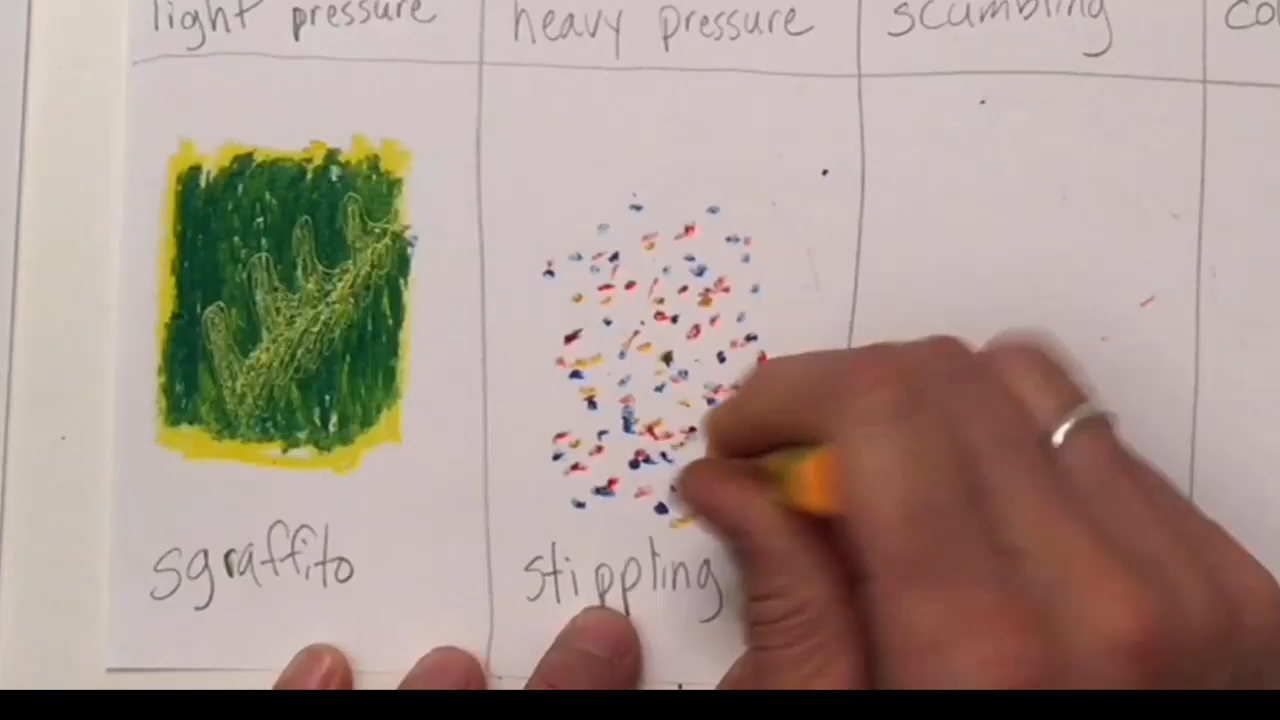 light pressure
heavy pressure
scumbling
sgraffito
stippling